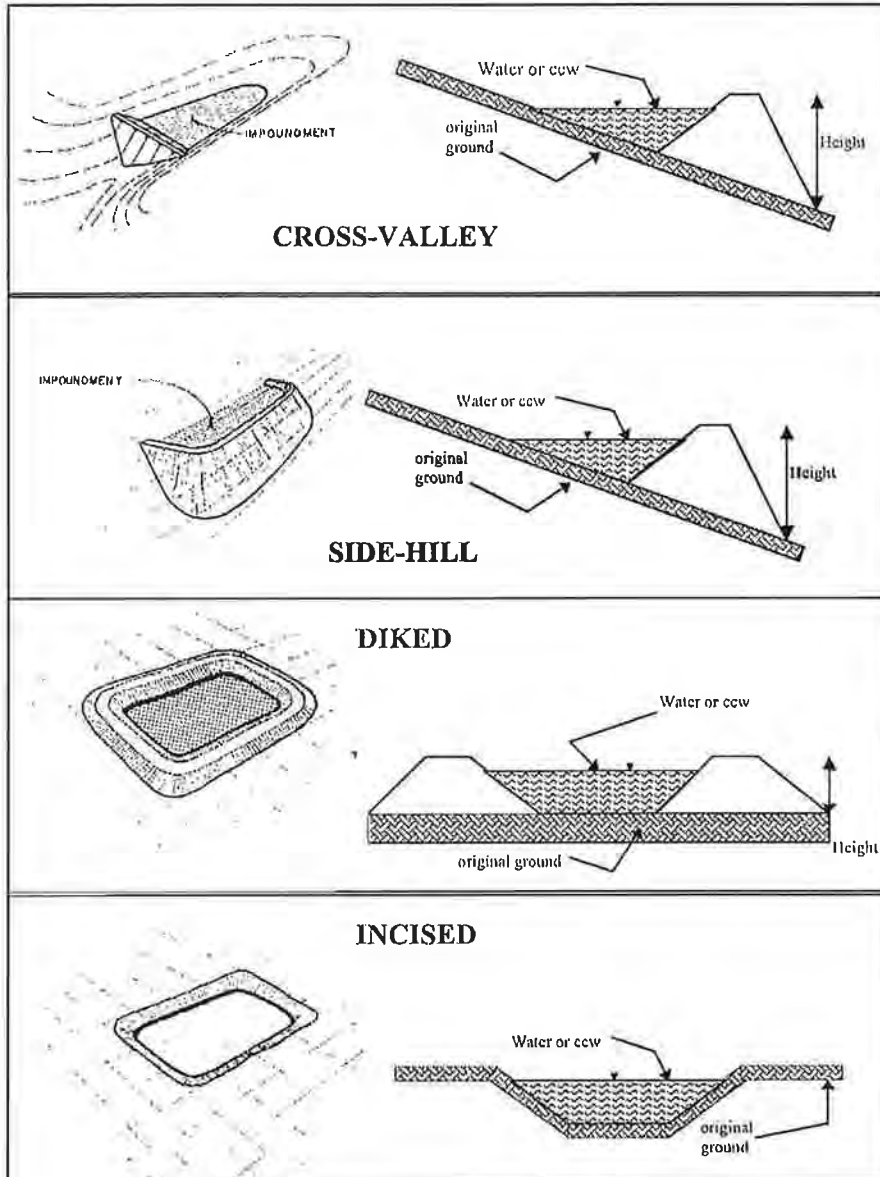 Water or ccw
IMPOUNDMENT
original
ground
Height
CROSS-VALLEY
IMPOUNDMENT
Water or ccw
original
ground
Height
SIDE-HILL
DIKED
Water or ccw
Height
original ground
INCISED
Water or ccw
original
ground